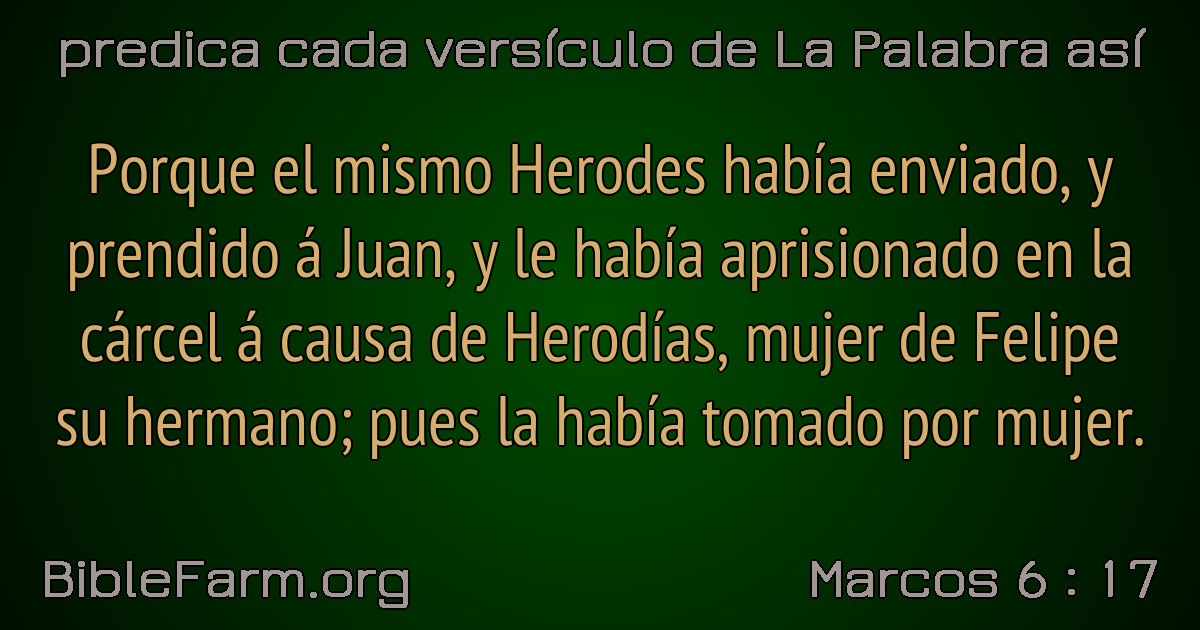 predica cada versículo de La Palabra así
Porque el mismo Herodes había enviado, y
prendido á Juan, y le había aprisionado en la
cárcel á causa de Herodías, mujer de Felipe
su hermano; pues la había tomado por mujer.
BibleFarm.org
Marcos 6 : 17